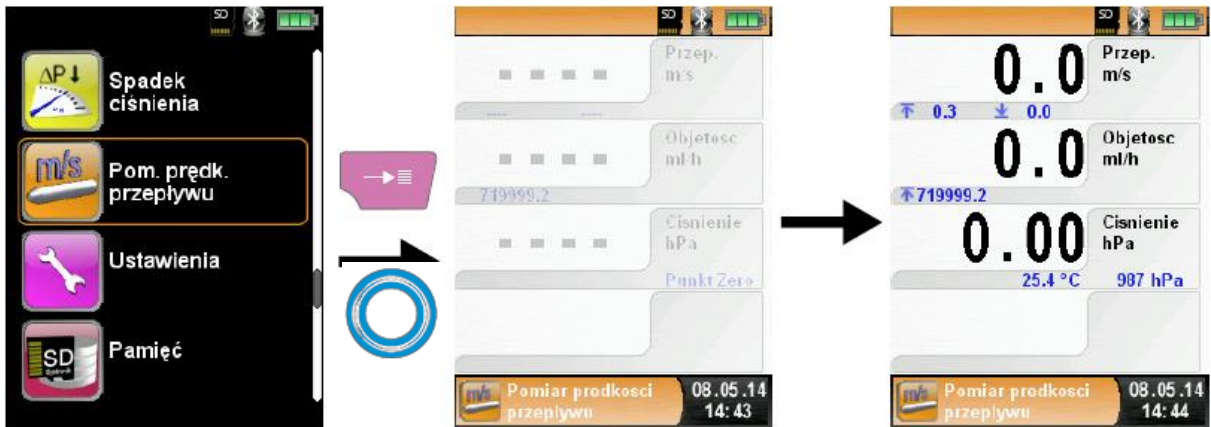 SD
ΔP↓
Spadek
ciśnienia
m/s
Pom. prędk.
przepływu
Ustawienia
SD
Pamięć
SD
Przep.
m/s
Objetosc
ml/h
719999.2
Cisnienie
hPa
Punkt Zero
m/s
Pomiar prodkosci
przeplywu
08.05.14
14:43
SD
0.0
Przep.
m/s
0.3 0.0
0.0
Objetosc
ml/h
719999.2
0.00
Cisnienie
hPa
25.4 °C 987 hPa
m/s
Pomiar prodkosci
przeplywu
08.05.14
14:44